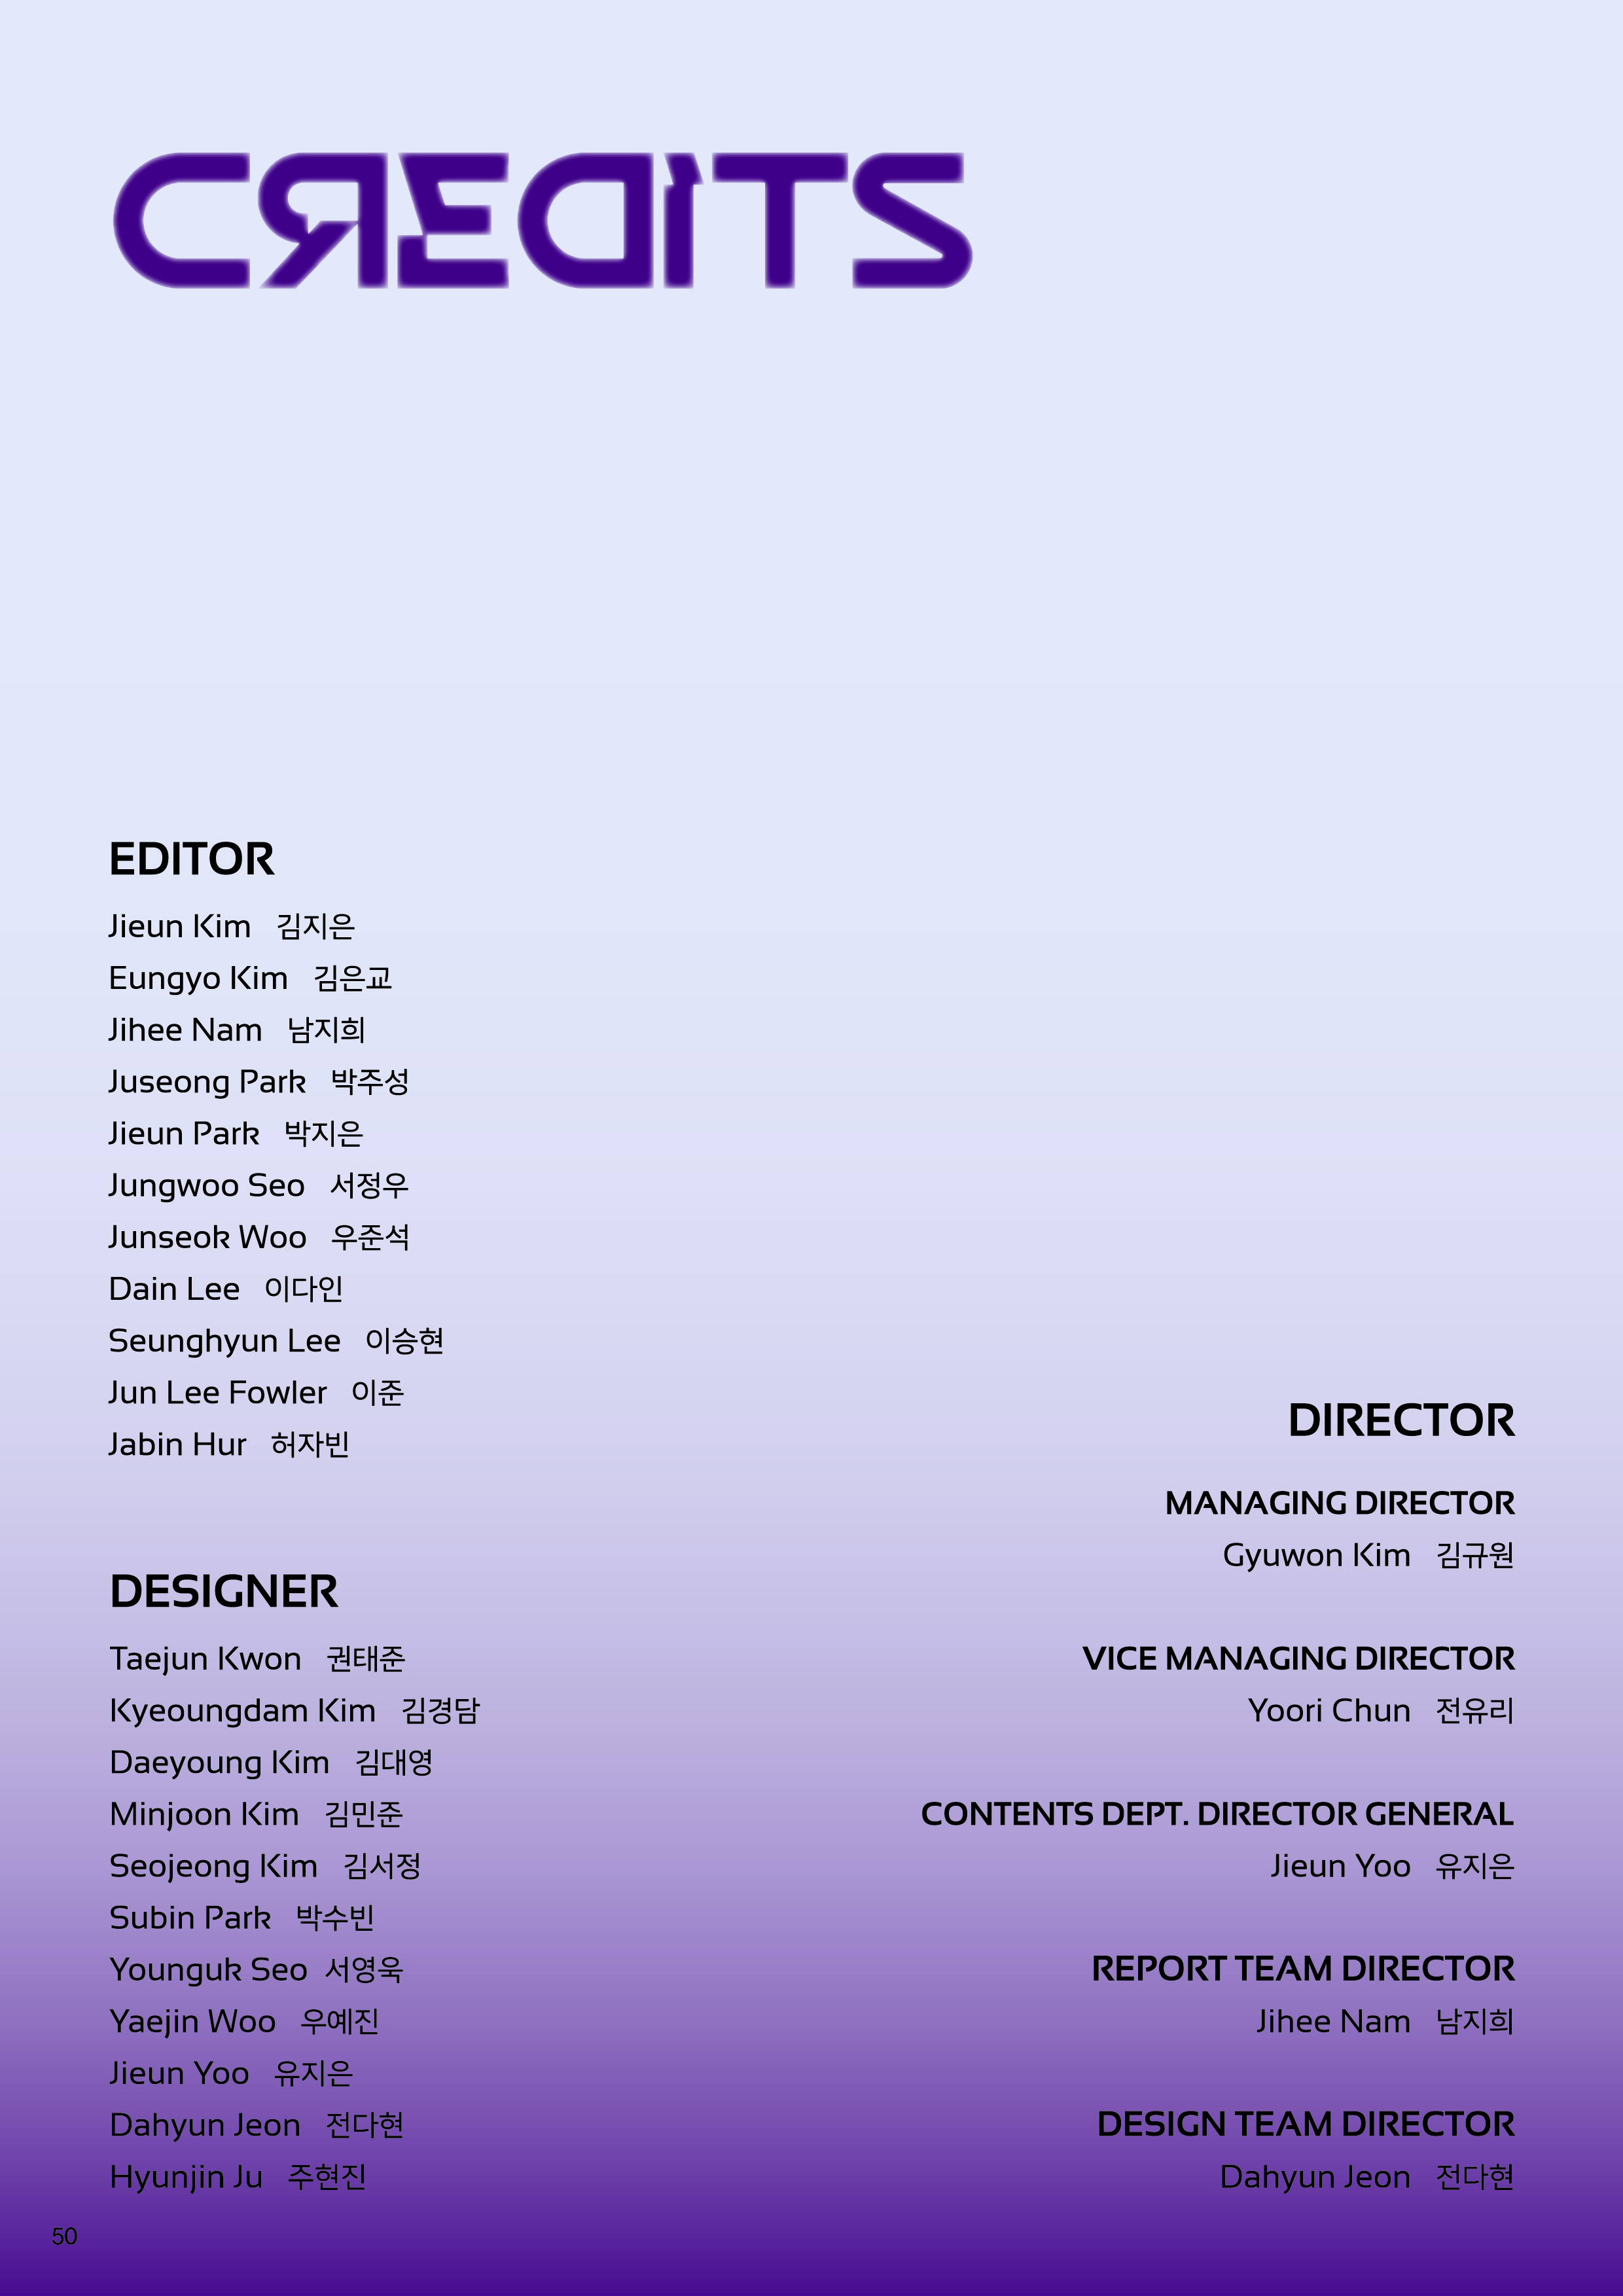 CREDITS
EDITOR
Jieun Kim 김지은
Eungyo Kim 김은교
Jihee Nam 남지희
Juseong Park 박주성
Jieun Park 박지은
Jungwoo Seo 서정우
Junseok Woo 우준석
Dain Lee 이다인
Seunghyun Lee 이승현
Jun Lee Fowler 이준
Jabin Hur 허자빈
DESIGNER
Taejun Kwon 권태준
Kyeoungdam Kim 김경담
Daeyoung Kim 김대영
Minjoon Kim 김민준
Seojeong Kim 김서정
Subin Park 박수빈
Younguk Seo 서영욱
Yaejin Woo 우예진
Jieun Yoo 유지은
Dahyun Jeon 전다현
Hyunjin Ju 주현진
DIRECTOR
MANAGING DIRECTOR
Gyuwon Kim 김규원
VICE MANAGING DIRECTOR
Yoori Chun 전유리
CONTENTS DEPT. DIRECTOR GENERAL
Jieun Yoo 유지은
REPORT TEAM DIRECTOR
Jihee Nam 남지희
DESIGN TEAM DIRECTOR
Dahyun Jeon 전다현
50